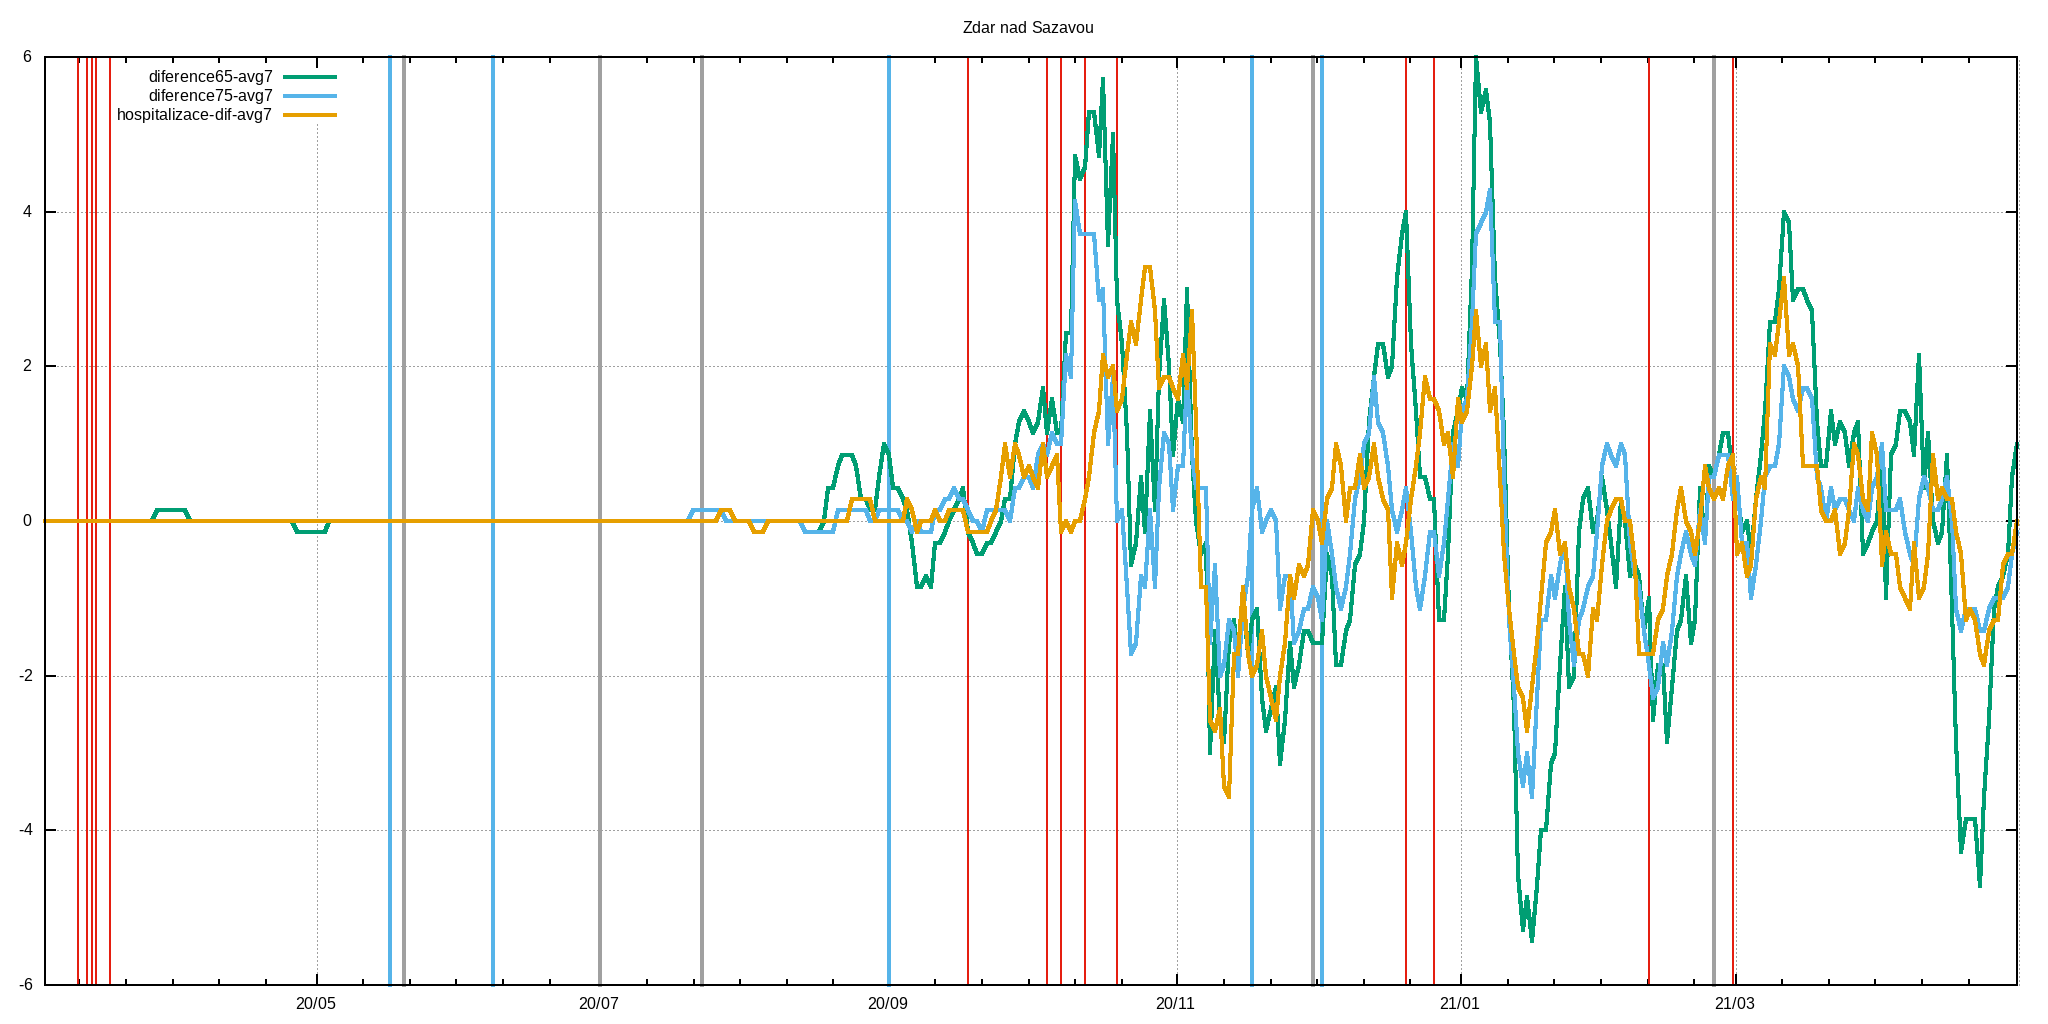 Zdar nad Sazavou
6
diference65-avg7
diference75-avg7
hospitalizace-dif-avg7
4
2
0
-2
-4
-6
20/05 20/07 20/09 20/11 21/01 21/03